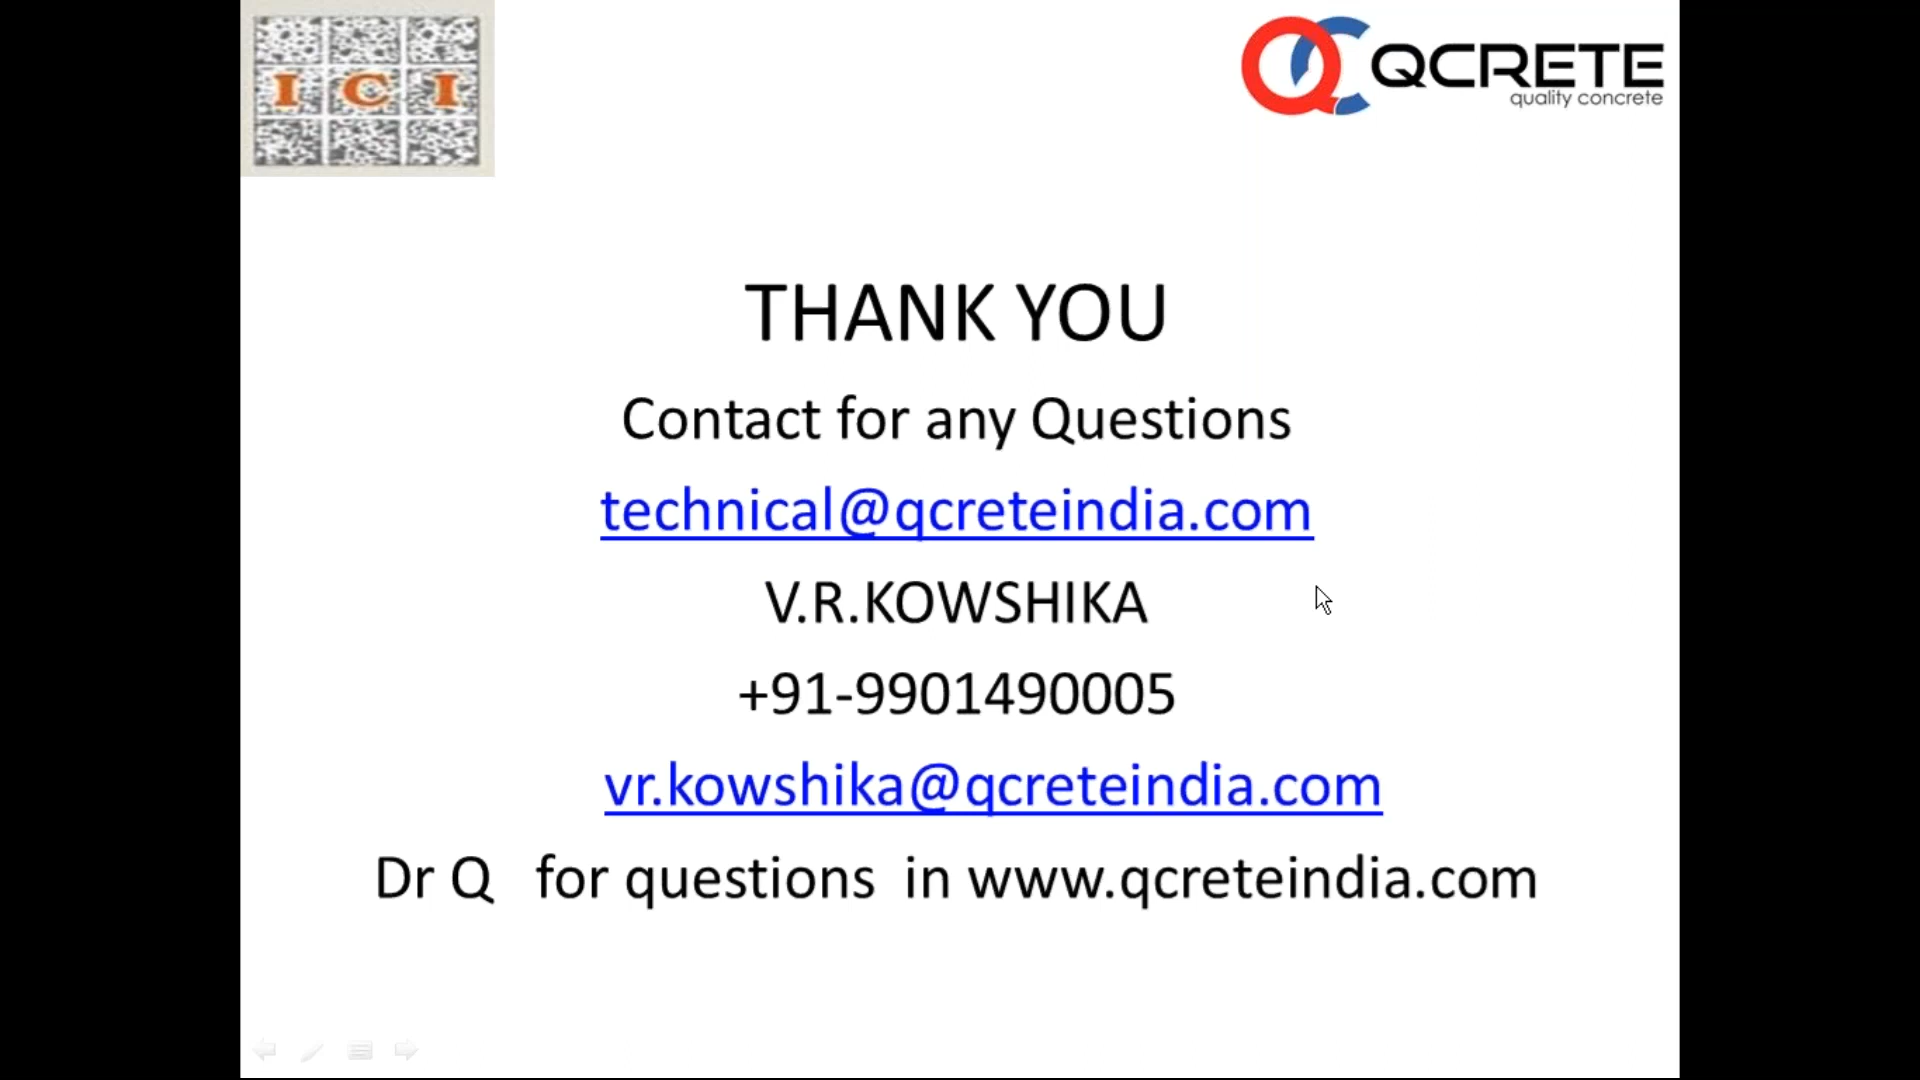 I C I
QCRETE
quality concrete
THANK YOU
Contact for any Questions
technical@qcreteindia.com
V.R.KOWSHIKA
+91-9901490005
vr.kowshika@qcreteindia.com
Dr Q   for questions  in www.qcreteindia.com